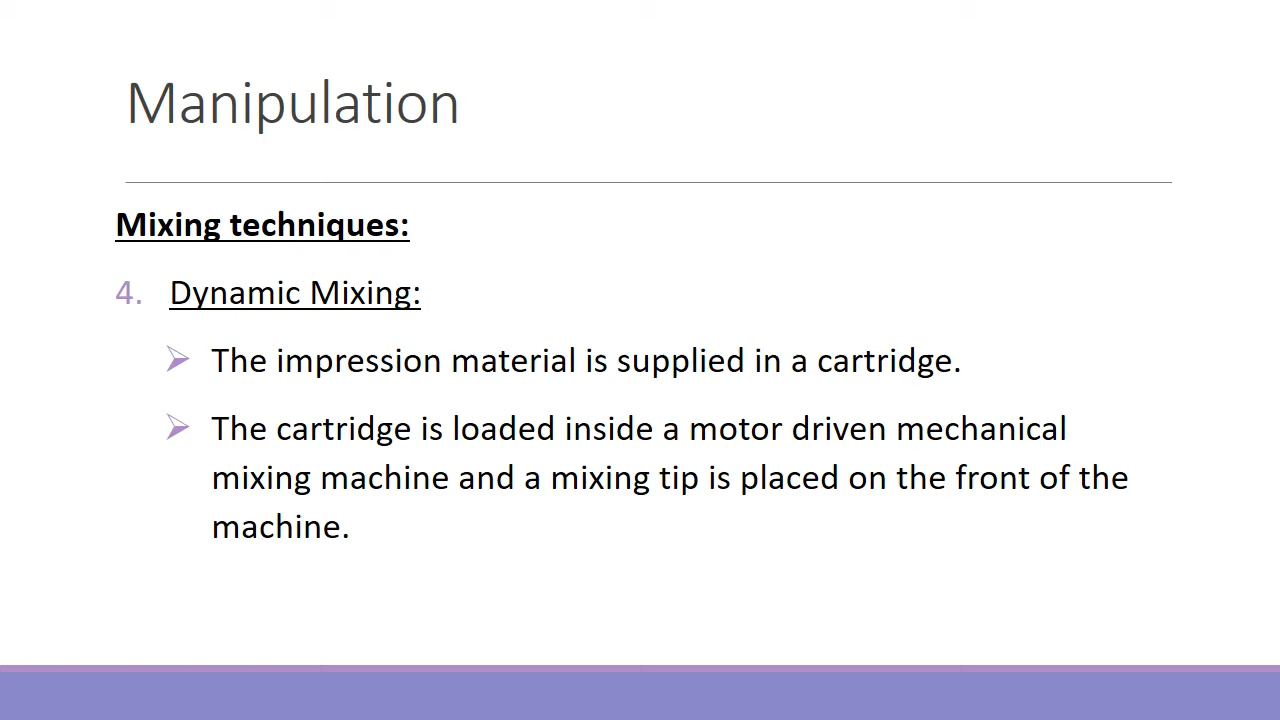 Manipulation
Mixing techniques:
4. Dynamic Mixing:
The impression material is supplied in a cartridge.
The cartridge is loaded inside a motor driven mechanical
mixing machine and a mixing tip is placed on the front of the
machine.